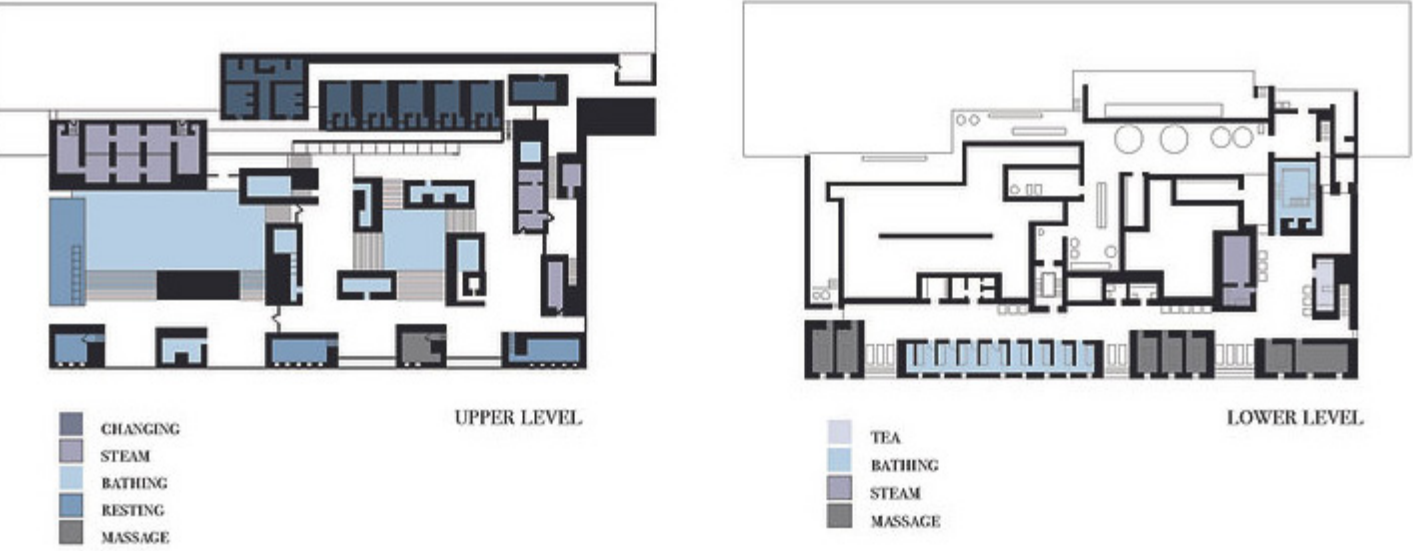 UPPER LEVEL
CHANGING
STEAM
BATHING
RESTING
MASSAGE
LOWER LEVEL
TEA
BATHING
STEAM
MASSAGE